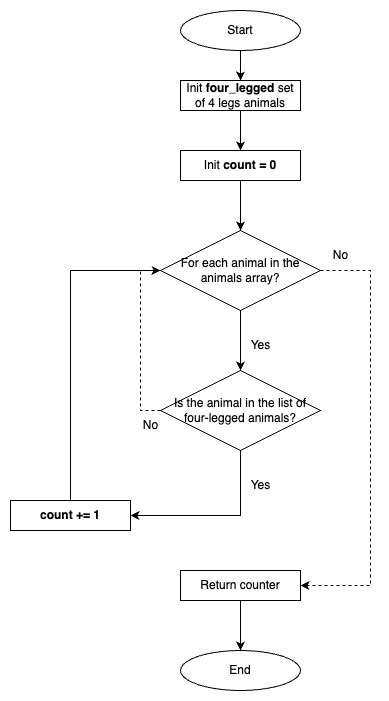 Start
Init four_legged set
of 4 legs animals
Init count = 0
For each animal in the
animals array?
No
Yes
Is the animal in the list of
four-legged animals?
No
Yes
count += 1
Return counter
End